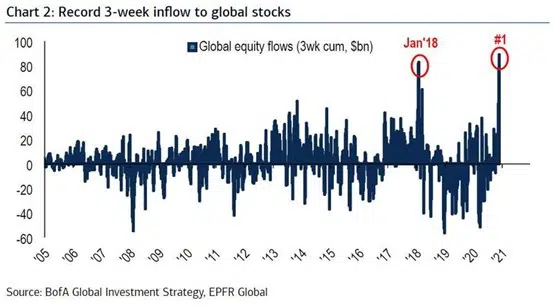 Chart 2: Record 3-week inflow to global stocks
Global equity flows (3wk cum, $bn)
Jan'18
#1
100
80
60
40
20
0
-20
-40
-60
'05 '06 '07 '08 '09 '10 '11 '12 '13 '14 '15 '16 '17 '18 '19 '20 '21
Source: BofA Global Investment Strategy, EPFR Global